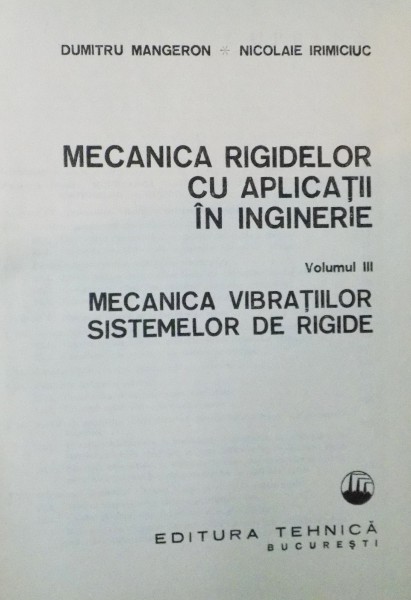 DUMITRU MANGERON * NICOLAIE IRIMICIUC
MECANICA RIGIDELOR
CU APLICAȚII
ÎN INGINERIE
Volumul III
MECANICA VIBRAȚIILOR
SISTEMELOR DE RIGIDE
EDITURA TEHNICĂ
BUCUREȘTI